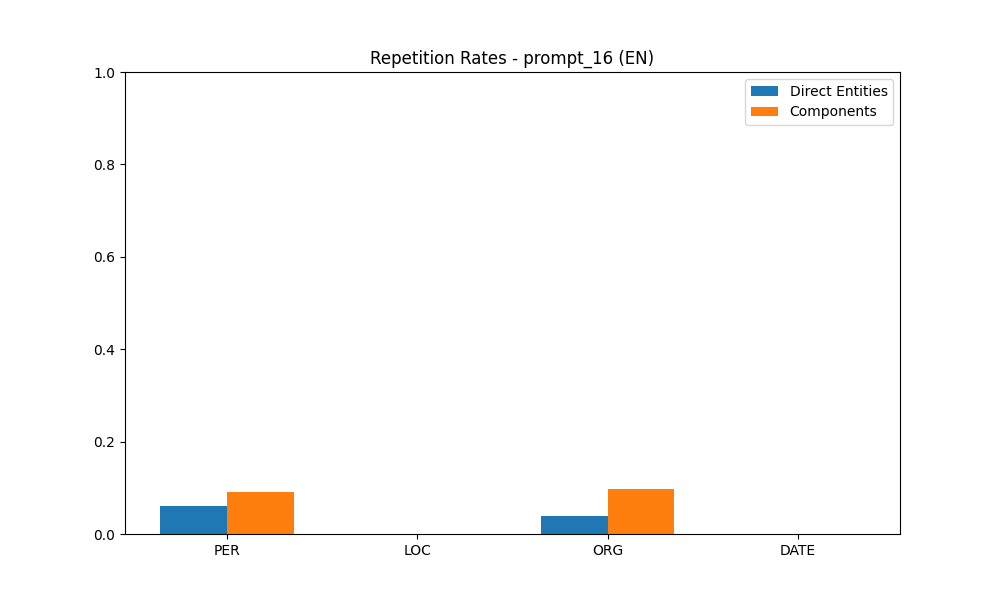 Repetition Rates - prompt_16 (EN)
1.0
0.8
0.6
0.4
0.2
0.0
Direct Entities
Components
PER LOC ORG DATE